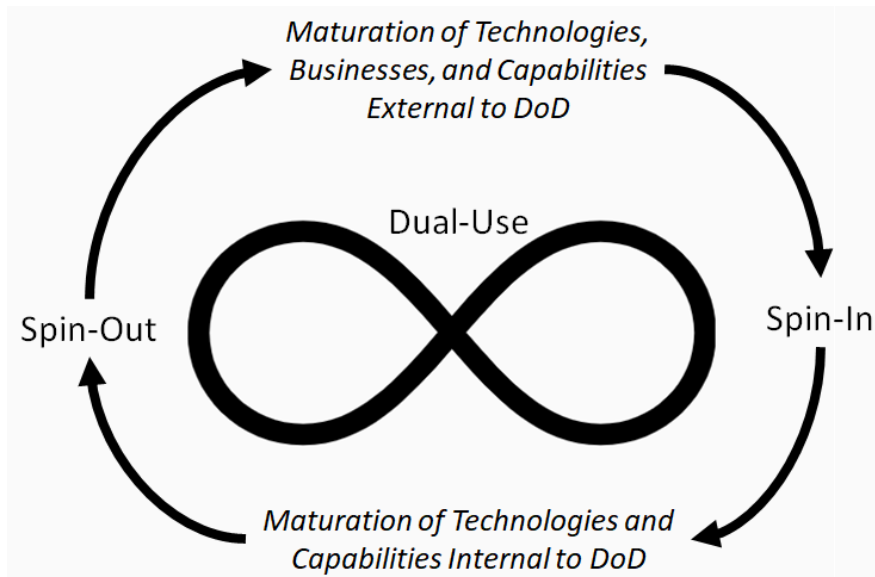 Maturation of Technologies,
Businesses, and Capabilities
External to DoD
Dual-Use
Spin-Out
Spin-In
Maturation of Technologies and
Capabilities Internal to DoD